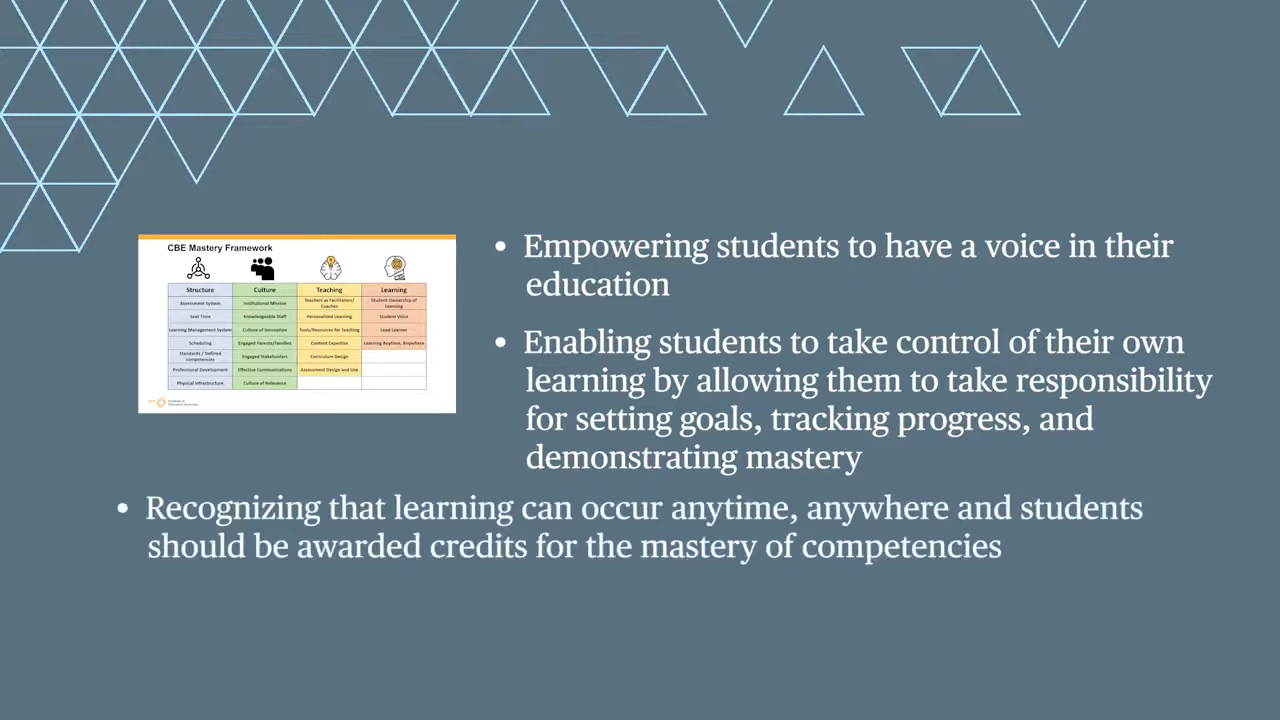 CBE Mastery Framework
Structure Culture Teaching Learning
Assessment System Institutional Mission Teachers as Facilitators/ Coaches Student Ownership of Learning
Seat Time Knowledgeable Staff Personalized Learning Student Voice
Learning Management System Culture of Innovation Tools/Resources for Teaching Lead Learner
Scheduling Engaged Parents/Families Content Expertise Learning Anytime, Anywhere
Standards / Defined competencies Engaged Stakeholders Curriculum Design
Professional Development Effective Communications Assessment Design and Use
Physical Infrastructure Culture of Relevance
• Empowering students to have a voice in their
education
• Enabling students to take control of their own
learning by allowing them to take responsibility
for setting goals, tracking progress, and
demonstrating mastery
• Recognizing that learning can occur anytime, anywhere and students
should be awarded credits for the mastery of competencies